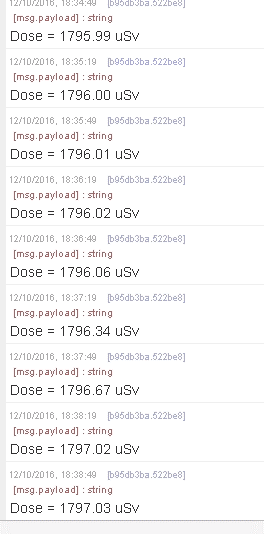 12/10/2016, 18:34:49 [b95db3ba.522be8]
[msg.payload] : string
Dose = 1795.99 uSv
12/10/2016, 18:35:19 [b95db3ba.522be8]
[msg.payload] : string
Dose = 1796.00 uSv
12/10/2016, 18:35:49 [b95db3ba.522be8]
[msg.payload] : string
Dose = 1796.01 uSv
12/10/2016, 18:36:19 [b95db3ba.522be8]
[msg.payload] : string
Dose = 1796.02 uSv
12/10/2016, 18:36:49 [b95db3ba.522be8]
[msg.payload] : string
Dose = 1796.06 uSv
12/10/2016, 18:37:19 [b95db3ba.522be8]
[msg.payload] : string
Dose = 1796.34 uSv
12/10/2016, 18:37:49 [b95db3ba.522be8]
[msg.payload] : string
Dose = 1796.67 uSv
12/10/2016, 18:38:19 [b95db3ba.522be8]
[msg.payload] : string
Dose = 1797.02 uSv
12/10/2016, 18:38:49 [b95db3ba.522be8]
[msg.payload] : string
Dose = 1797.03 uSv